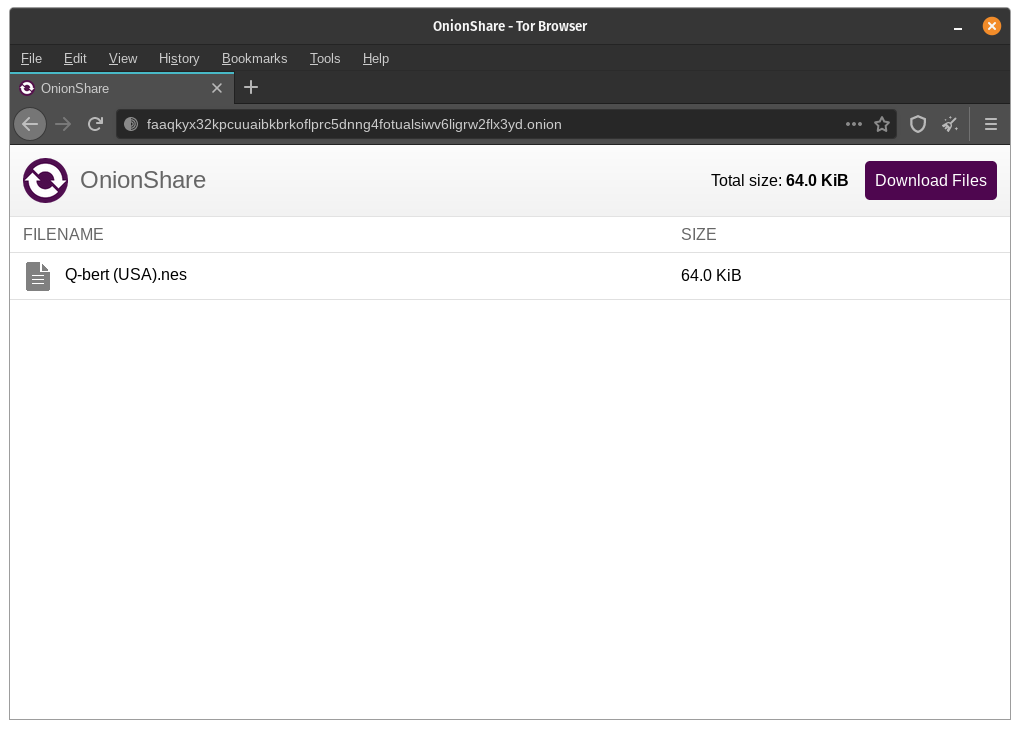 OnionShare - Tor Browser
File Edit View History Bookmarks Tools Help
OnionShare
faaqkyx32kpcuuaibkbrkoflprc5dnng4fotualsiwv6ligrw2flx3yd.onion
OnionShare Total size: 64.0 KiB Download Files
FILENAME SIZE
Q-bert (USA).nes 64.0 KiB